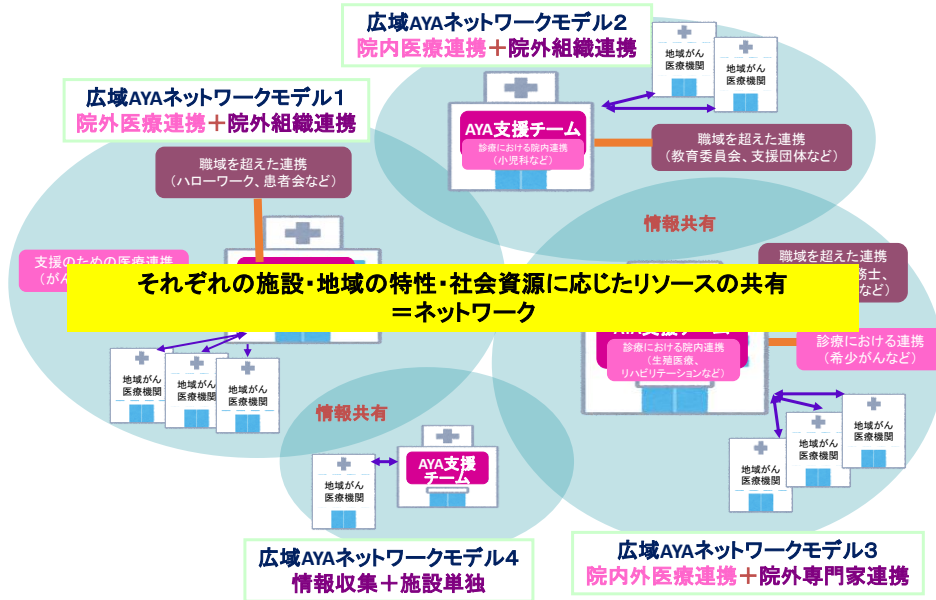 広域AYAネットワークモデル2
院内医療連携＋院外組織連携
地域がん
医療機関
地域がん
医療機関
AYA支援チーム
診療における院内連携
（小児科など）
職域を超えた連携
（教育委員会、支援団体など）
広域AYAネットワークモデル1
院外医療連携＋院外組織連携
職域を超えた連携
（ハローワーク、患者会など）
支援のための医療連携
（がん
情報共有
職域を超えた連携
務士、
など）
それぞれの施設・地域の特性・社会資源に応じたリソースの共有
＝ネットワーク
AYA支援チーム
診療における院内連携
（生殖医療、
リハビリテーションなど）
診療における連携
（希少がんなど）
地域がん
医療機関
地域がん
医療機関
地域がん
医療機関
情報共有
AYA支援
チーム
地域がん
医療機関
地域がん
医療機関
地域がん
医療機関
地域がん
医療機関
広域AYAネットワークモデル4
情報収集＋施設単独
広域AYAネットワークモデル3
院内外医療連携＋院外専門家連携